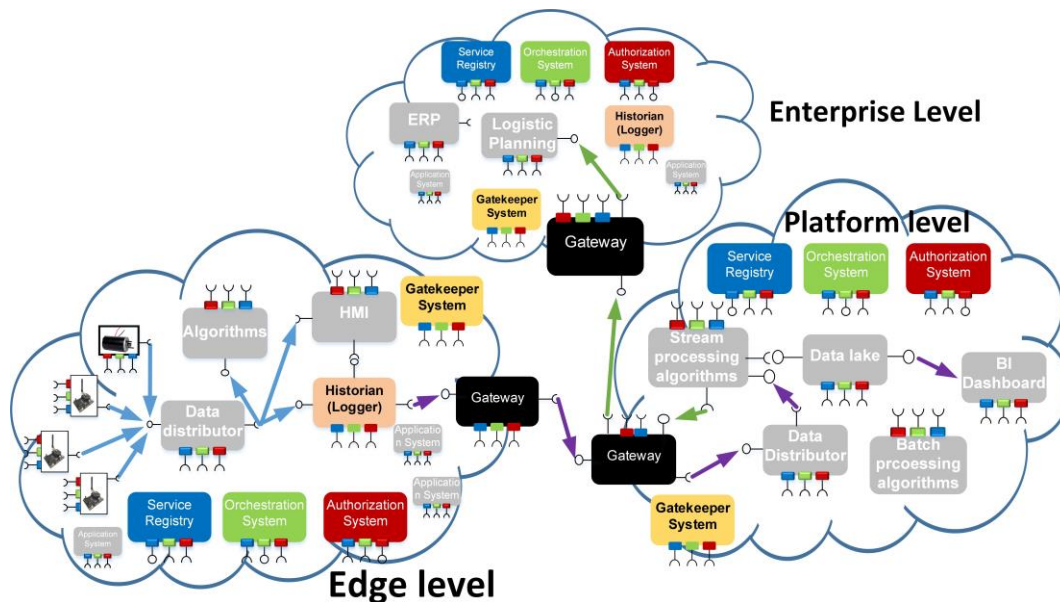 Service
Registry
Orchestration
System
Authorization
System
Enterprise Level
ERP
Logistic
Planning
Historian
(Logger)
Application
System
Application
System
Gatekeeper
System
Gateway
Platform level
Service
Registry
Orchestration
System
Authorization
System
Stream
processing
algorithms
Data lake
BI
Dashboard
Data
Distributor
Batch
prcoessing
algorithms
Gateway
Gatekeeper
System
Algorithms
HMI
Gatekeeper
System
Data
distributor
Historian
(Logger)
Gateway
Applicatio
n System
Applicatio
n System
Application
System
Service
Registry
Orchestration
System
Authorization
System
Edge level